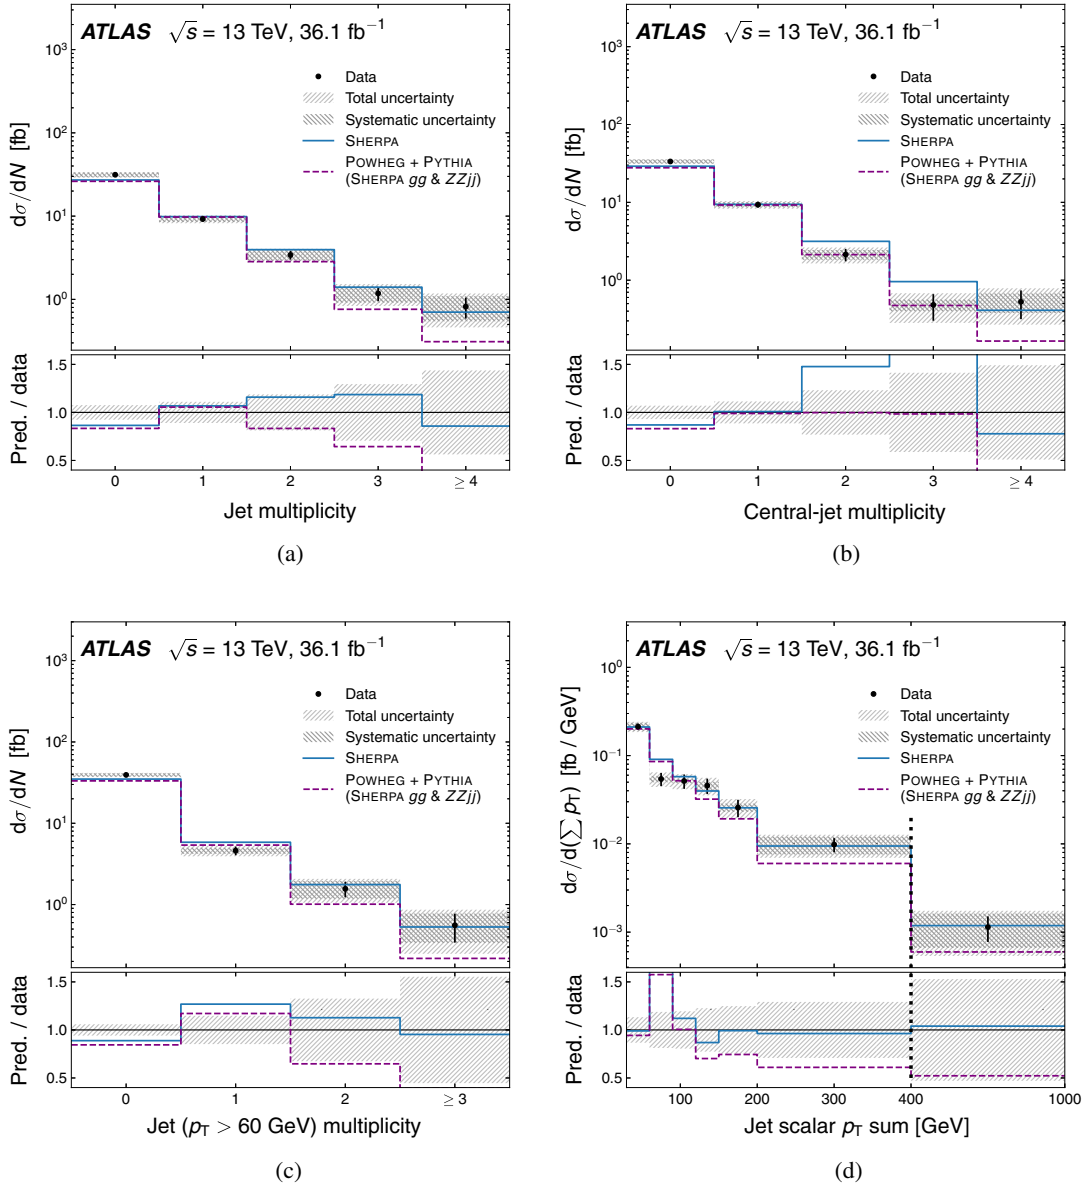 ATLAS √s = 13 TeV, 36.1 fb⁻¹
Data
Total uncertainty
Systematic uncertainty
SHERPA
POWHEG + PYTHIA
(SHERPA gg & ZZjj)
dσ/dN [fb]
10³
10²
10¹
10⁰
Pred. / data
1.5
1.0
0.5
0 1 2 3 ≥ 4
Jet multiplicity
(a)
ATLAS √s = 13 TeV, 36.1 fb⁻¹
Data
Total uncertainty
Systematic uncertainty
SHERPA
POWHEG + PYTHIA
(SHERPA gg & ZZjj)
dσ/dN [fb]
10³
10²
10¹
10⁰
Pred. / data
1.5
1.0
0.5
0 1 2 3 ≥ 4
Central-jet multiplicity
(b)
ATLAS √s = 13 TeV, 36.1 fb⁻¹
Data
Total uncertainty
Systematic uncertainty
SHERPA
POWHEG + PYTHIA
(SHERPA gg & ZZjj)
dσ/dN [fb]
10³
10²
10¹
10⁰
Pred. / data
1.5
1.0
0.5
0 1 2 ≥ 3
Jet (p_T > 60 GeV) multiplicity
(c)
ATLAS √s = 13 TeV, 36.1 fb⁻¹
Data
Total uncertainty
Systematic uncertainty
SHERPA
POWHEG + PYTHIA
(SHERPA gg & ZZjj)
dσ/d(∑ p_T) [fb / GeV]
10⁰
10⁻¹
10⁻²
10⁻³
Pred. / data
1.5
1.0
0.5
100 200 300 400 1000
Jet scalar p_T sum [GeV]
(d)